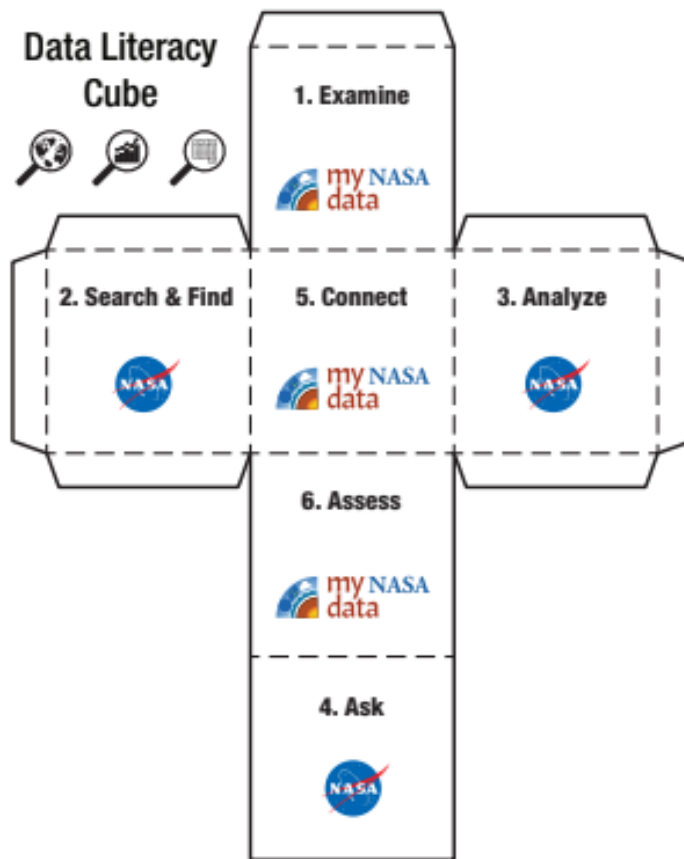 Data Literacy
Cube
1. Examine
my NASA
data
2. Search & Find
NASA
5. Connect
my NASA
data
3. Analyze
NASA
6. Assess
my NASA
data
4. Ask
NASA